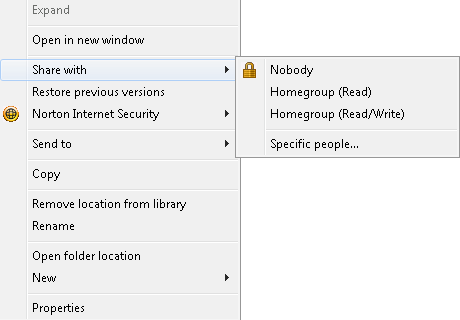 Expand
Open in new window
Share with
Restore previous versions
Norton Internet Security
Send to
Copy
Remove location from library
Rename
Open folder location
New
Properties
Nobody
Homegroup (Read)
Homegroup (Read/Write)
Specific people...